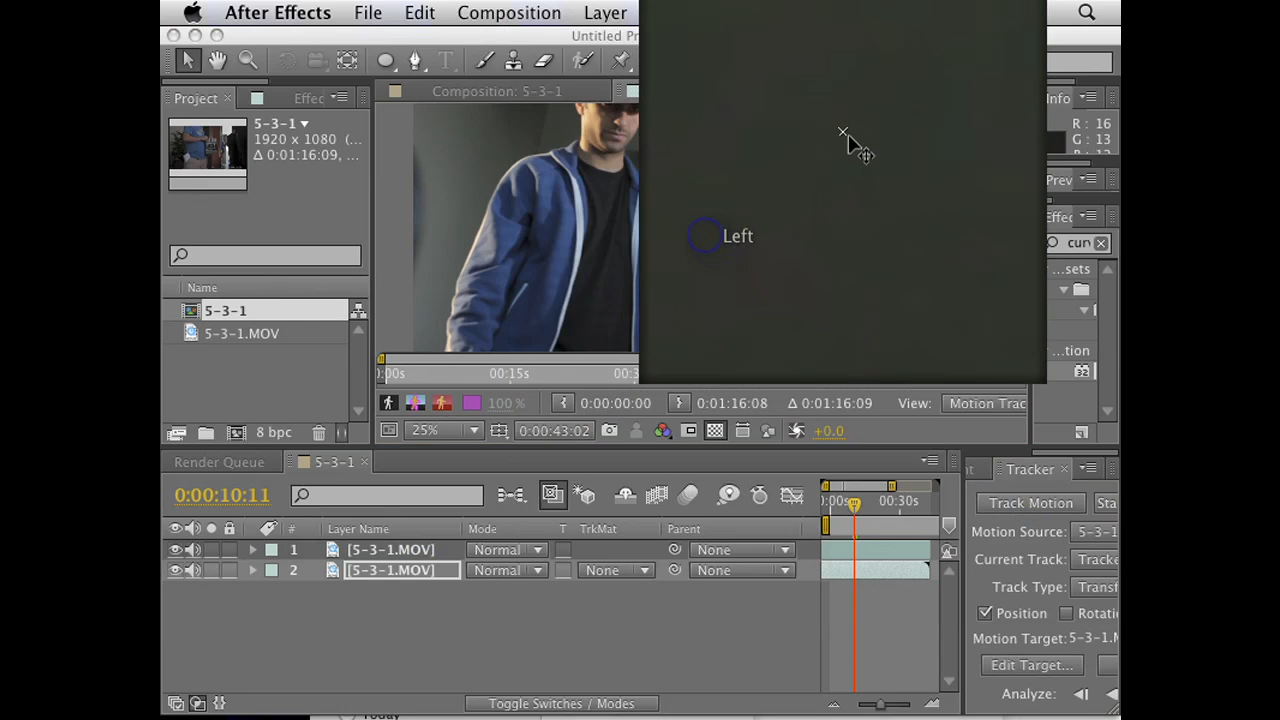 After Effects File Edit Composition Layer
Untitled Pr
Project Effec
Composition: 5-3-1
Info
5-3-1
1920 x 1080 (...
Δ 0:01:16:09, ...
R : 16
G : 13
Prev
Effec
Left
cur
...sets
Name
5-3-1
5-3-1.MOV
...ption
:00s 00:15s 00:3
100 % 0:00:00:00 0:01:16:08 Δ 0:01:16:09 View: Motion Trac
8 bpc 25% 0:00:43:02 +0.0
Render Queue 5-3-1
Tracker
0:00:10:11
:00s 00:30s
Track Motion Sta
# Layer Name Mode T TrkMat Parent
Motion Source: 5-3-1
1 [5-3-1.MOV] Normal None
Current Track: Tracke
2 [5-3-1.MOV] Normal None None
Track Type: Transf
Position Rotatio
Motion Target: 5-3-1.M
Edit Target...
Analyze:
Toggle Switches / Modes
Today